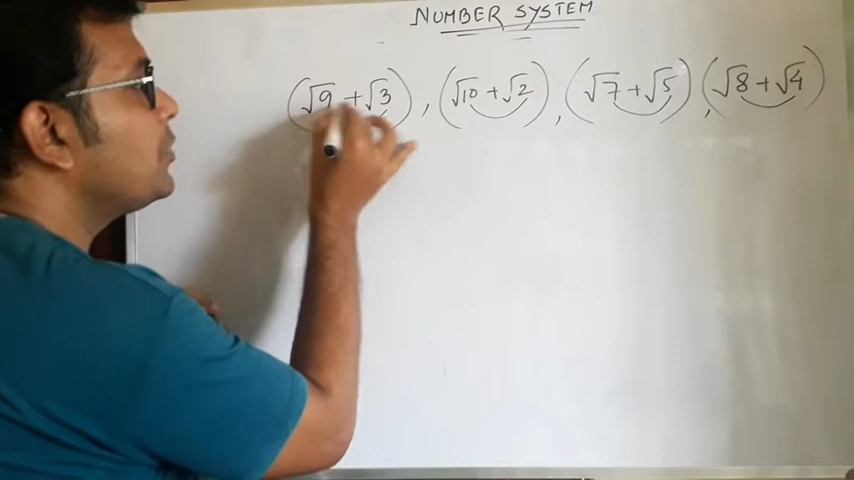 NUMBER SYSTEM
(√9 + √3), (√10 + √2), (√7 + √5), (√8 + √4)